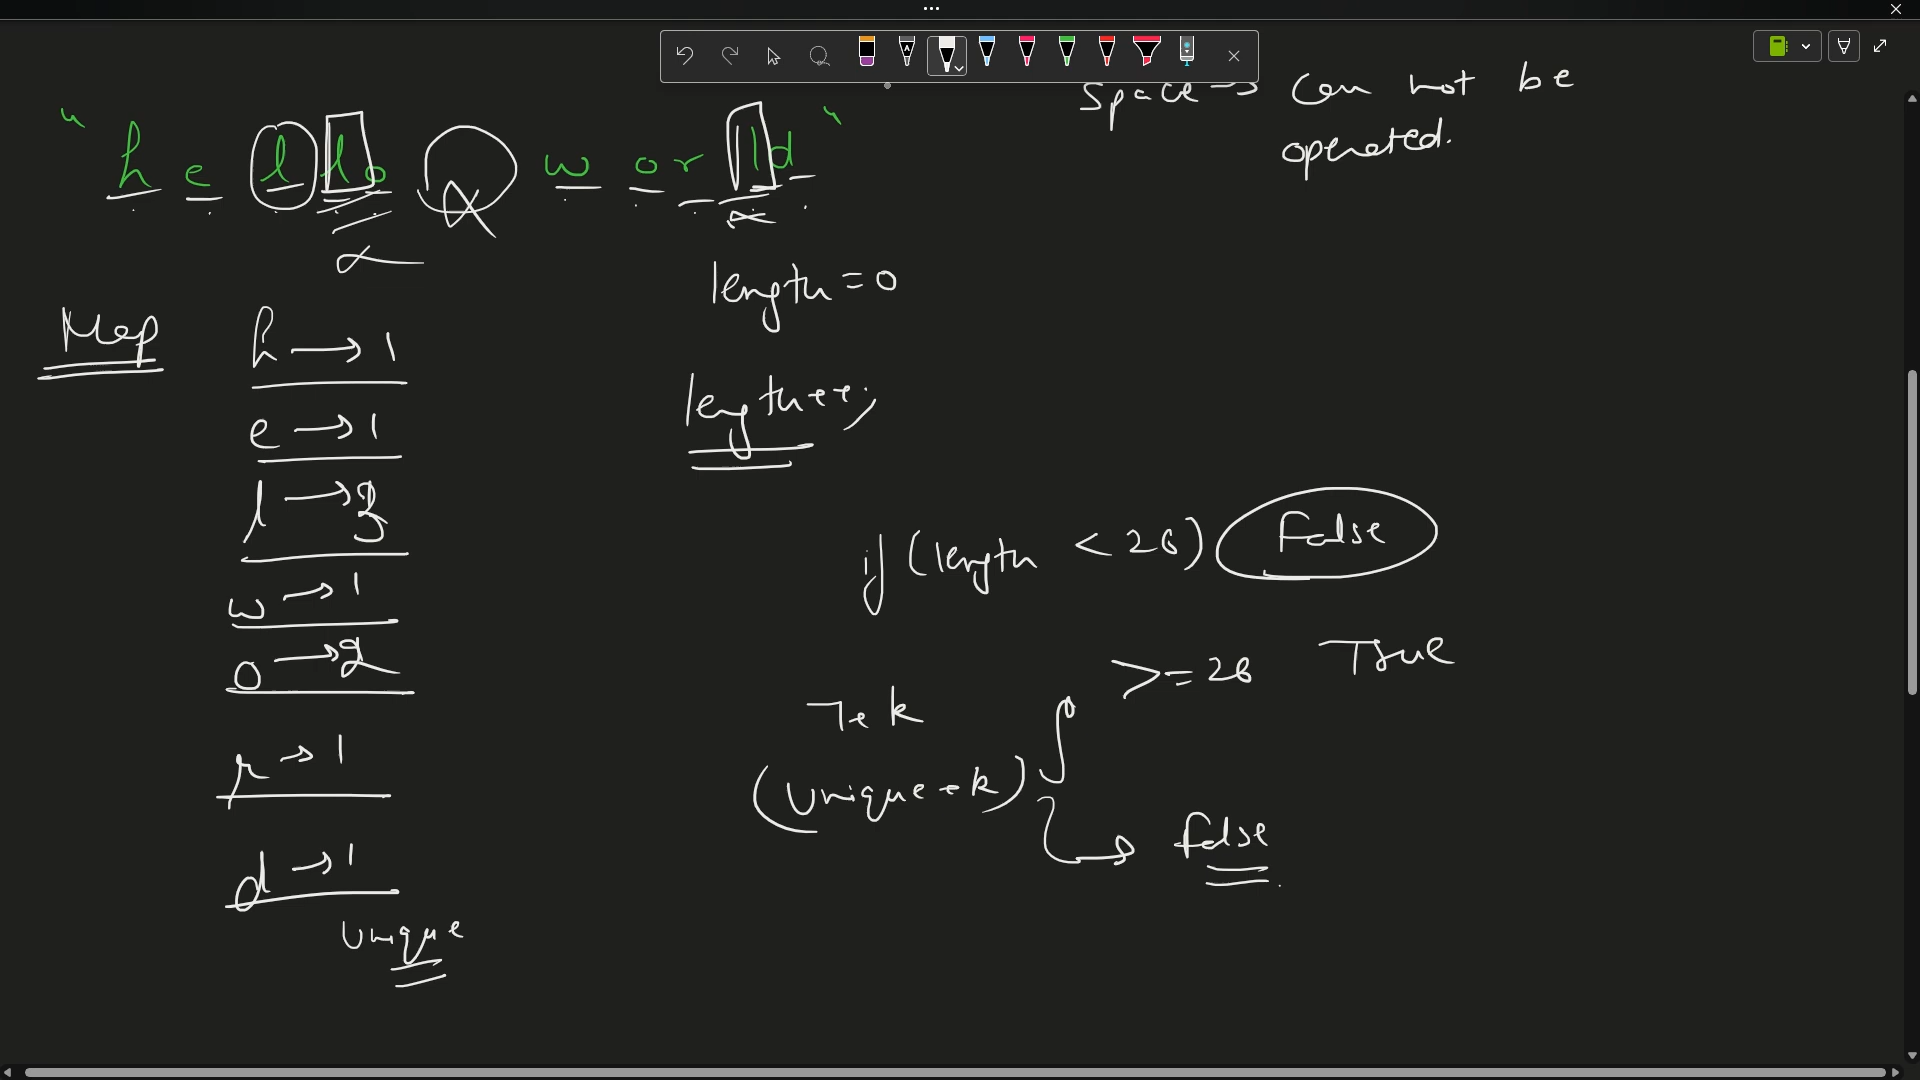 Space → can not be
operated.
" h e l l o w o r l d "
length = 0
Map
h → 1
length++;
e → 1
l → 3
if (length < 26) False
w → 1
o → 2
>= 26 True
k
r → 1
(unique + k)
False
d → 1
Unique